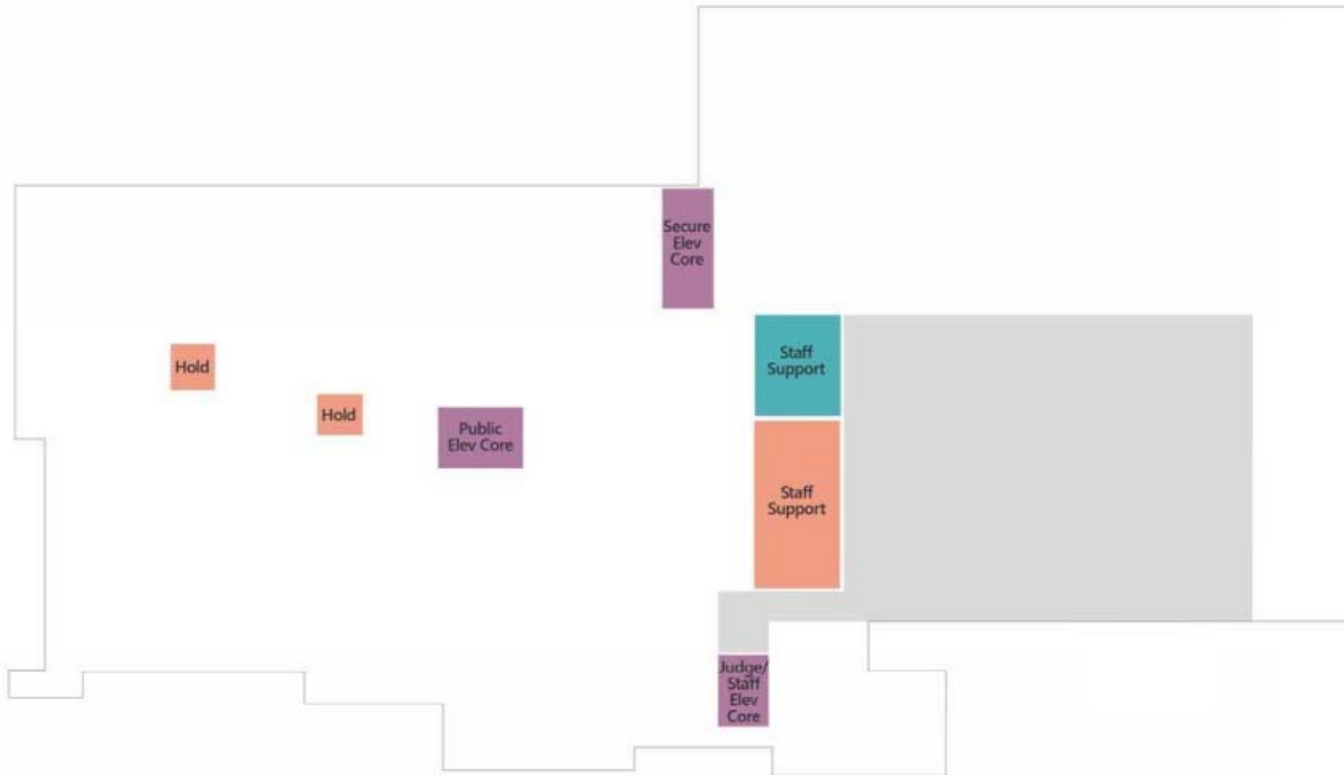 Secure
Elev
Core
Staff
Support
Hold
Hold
Public
Elev Core
Staff
Support
Judge/
Staff
Elev
Core